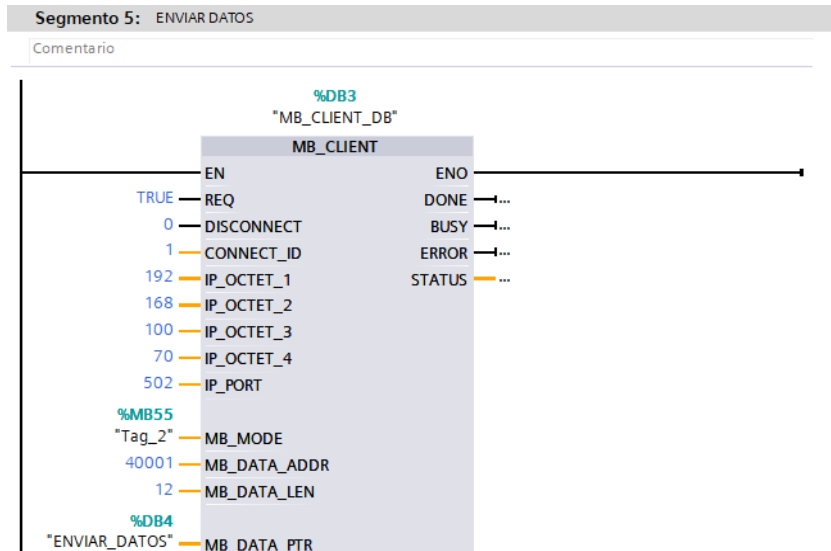 Segmento 5: ENVIAR DATOS
Comentario
%DB3
"MB_CLIENT_DB"
MB_CLIENT
EN ENO
TRUE REQ DONE ...
0 DISCONNECT BUSY ...
1 CONNECT_ID ERROR ...
192 IP_OCTET_1 STATUS ...
168 IP_OCTET_2
100 IP_OCTET_3
70 IP_OCTET_4
502 IP_PORT
%MB55
"Tag_2" MB_MODE
40001 MB_DATA_ADDR
12 MB_DATA_LEN
%DB4
"ENVIAR_DATOS" MB_DATA_PTR